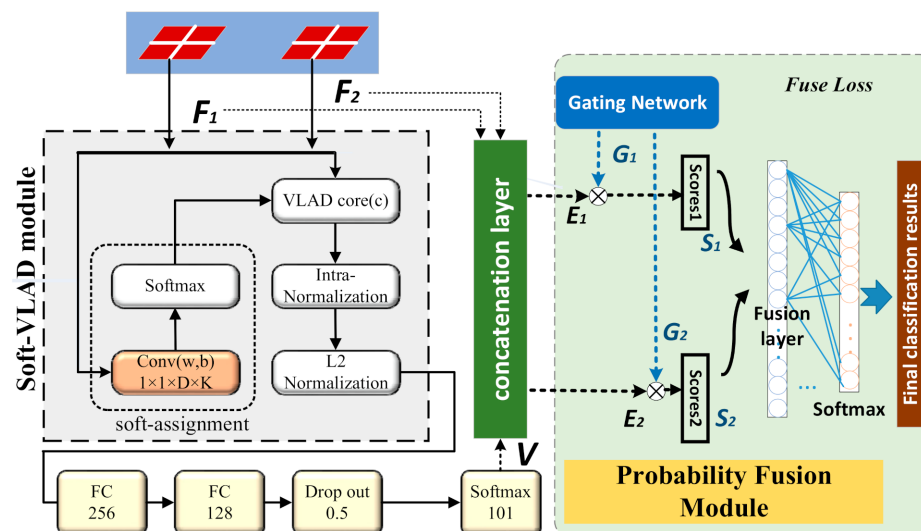 F1
F2
Soft-VLAD module
VLAD core(c)
Softmax
Intra-
Normalization
Conv(w,b)
1×1×D×K
L2
Normalization
soft-assignment
FC
256
FC
128
Drop out
0.5
Softmax
101
V
concatenation layer
Fuse Loss
Gating Network
G1
E1
Scores1
S1
G2
E2
Scores2
S2
Fusion
layer
...
Softmax
Final classification results
Probability Fusion
Module